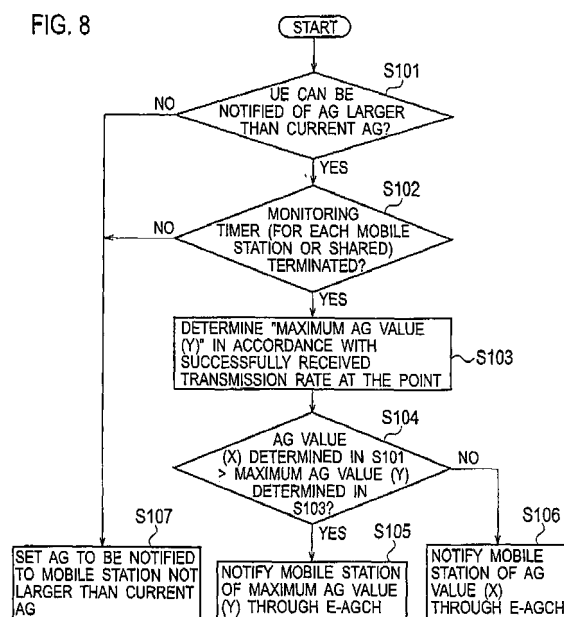 FIG. 8
START
S101
UE CAN BE
NOTIFIED OF AG LARGER
THAN CURRENT AG?
NO
YES
S102
MONITORING
TIMER (FOR EACH MOBILE
STATION OR SHARED)
TERMINATED?
NO
YES
DETERMINE "MAXIMUM AG VALUE
(Y)" IN ACCORDANCE WITH
SUCCESSFULLY RECEIVED
TRANSMISSION RATE AT THE POINT
S103
S104
AG VALUE
(X) DETERMINED IN S101
> MAXIMUM AG VALUE (Y)
DETERMINED IN
S103?
NO
YES
S107
SET AG TO BE NOTIFIED
TO MOBILE STATION NOT
LARGER THAN CURRENT
AG
S105
NOTIFY MOBILE STATION
OF MAXIMUM AG VALUE
(Y) THROUGH E-AGCH
S106
NOTIFY MOBILE
STATION OF AG
VALUE (X)
THROUGH E-AGCH